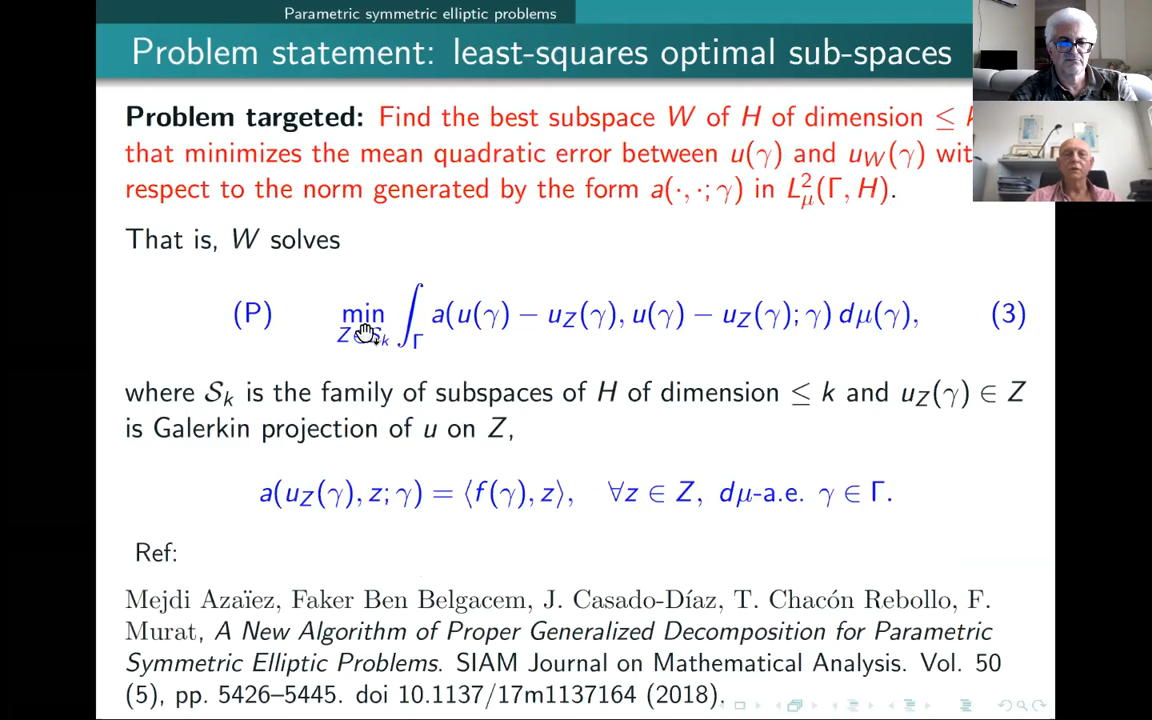 Parametric symmetric elliptic problems
Problem statement: least-squares optimal sub-spaces
Problem targeted: Find the best subspace W of H of dimension ≤ k
that minimizes the mean quadratic error between u(γ) and u_W(γ) wit
respect to the norm generated by the form a(·, ·; γ) in L²_μ(Γ, H).
That is, W solves
(P) min_{Z∈S_k} ∫_Γ a(u(γ) − u_Z(γ), u(γ) − u_Z(γ); γ) dμ(γ), (3)
where S_k is the family of subspaces of H of dimension ≤ k and u_Z(γ) ∈ Z
is Galerkin projection of u on Z,
a(u_Z(γ), z; γ) = ⟨f(γ), z⟩, ∀z ∈ Z, dμ-a.e. γ ∈ Γ.
Ref:
Mejdi Azaïez, Faker Ben Belgacem, J. Casado-Díaz, T. Chacón Rebollo, F.
Murat, A New Algorithm of Proper Generalized Decomposition for Parametric
Symmetric Elliptic Problems. SIAM Journal on Mathematical Analysis. Vol. 50
(5), pp. 5426–5445. doi 10.1137/17m1137164 (2018).